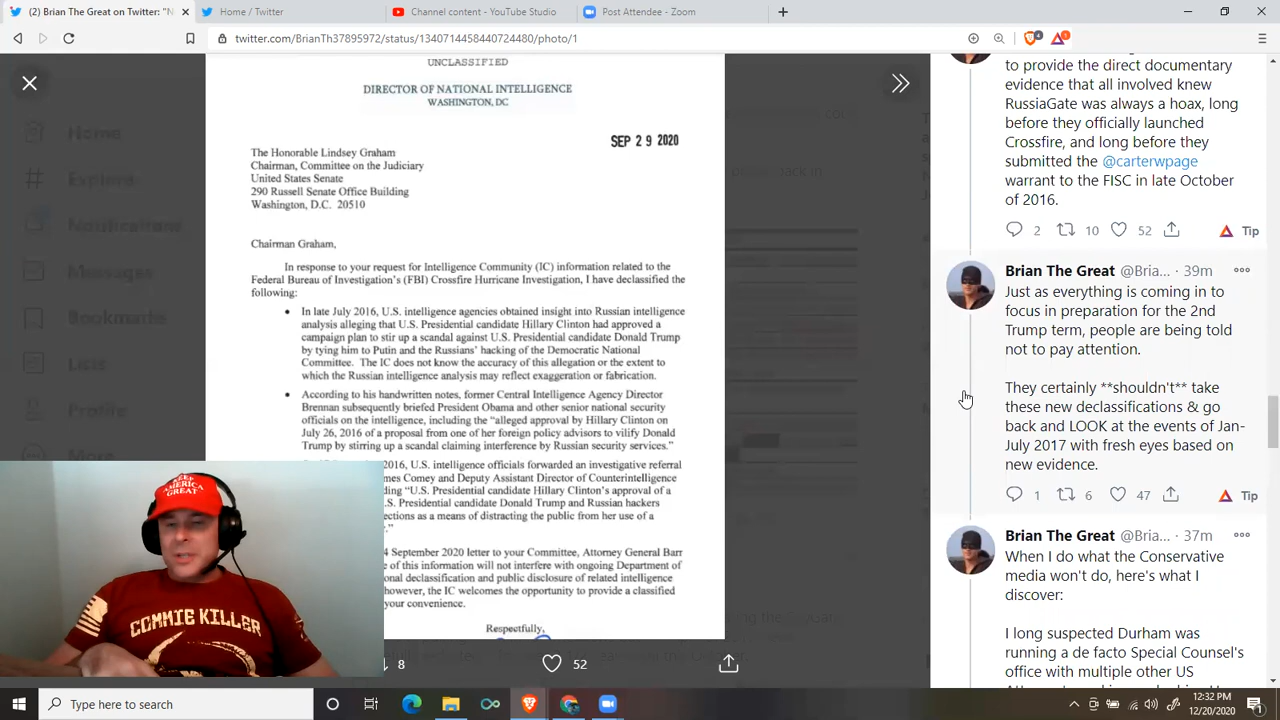 (2) Brian The Great on Twitter: "N
Home / Twitter
Channel content - YouTube Studio
Post Attendee - Zoom
twitter.com/BrianTh37895972/status/1340714458440724480/photo/1
UNCLASSIFIED
DIRECTOR OF NATIONAL INTELLIGENCE
WASHINGTON, DC
SEP 29 2020
The Honorable Lindsey Graham
Chairman, Committee on the Judiciary
United States Senate
290 Russell Senate Office Building
Washington, D.C. 20510
Chairman Graham,
In response to your request for Intelligence Community (IC) information related to the
Federal Bureau of Investigation's (FBI) Crossfire Hurricane Investigation, I have declassified the
following:
• In late July 2016, U.S. intelligence agencies obtained insight into Russian intelligence
analysis alleging that U.S. Presidential candidate Hillary Clinton had approved a
campaign plan to stir up a scandal against U.S. Presidential candidate Donald Trump
by tying him to Putin and the Russians' hacking of the Democratic National
Committee. The IC does not know the accuracy of this allegation or the extent to
which the Russian intelligence analysis may reflect exaggeration or fabrication.
• According to his handwritten notes, former Central Intelligence Agency Director
Brennan subsequently briefed President Obama and other senior national security
officials on the intelligence, including the "alleged approval by Hillary Clinton on
July 26, 2016 of a proposal from one of her foreign policy advisors to vilify Donald
Trump by stirring up a scandal claiming interference by Russian security services."
2016, U.S. intelligence officials forwarded an investigative referral
mes Comey and Deputy Assistant Director of Counterintelligence
ding "U.S. Presidential candidate Hillary Clinton's approval of a
.S. Presidential candidate Donald Trump and Russian hackers
ections as a means of distracting the public from her use of a
."
4 September 2020 letter to your Committee, Attorney General Barr
e of this information will not interfere with ongoing Department of
onal declassification and public disclosure of related intelligence
however, the IC welcomes the opportunity to provide a classified
your convenience.
Respectfully,
8
52
Home
Explore
Notifications
Messages
Bookmarks
Lists
Profile
More
KEEP
AMERICA
GREAT
COMMIE KILLER
to provide the direct documentary
evidence that all involved knew
RussiaGate was always a hoax, long
before they officially launched
Crossfire, and long before they
submitted the @carterwpage
warrant to the FISC in late October
of 2016.
2 10 52 Tip
Brian The Great @Bria... · 39m
Just as everything is coming in to
focus in preparation for the 2nd
Trump term, people are being told
not to pay attention.
They certainly **shouldn't** take
these new declassifications & go
back and LOOK at the events of Jan-
July 2017 with fresh eyes based on
new evidence.
1 6 47 Tip
Brian The Great @Bria... · 37m
When I do what the Conservative
media won't do, here's what I
discover:
I long suspected Durham was
running a de facto Special Counsel's
office with multiple other US
Type here to search
12:32 PM
12/20/2020